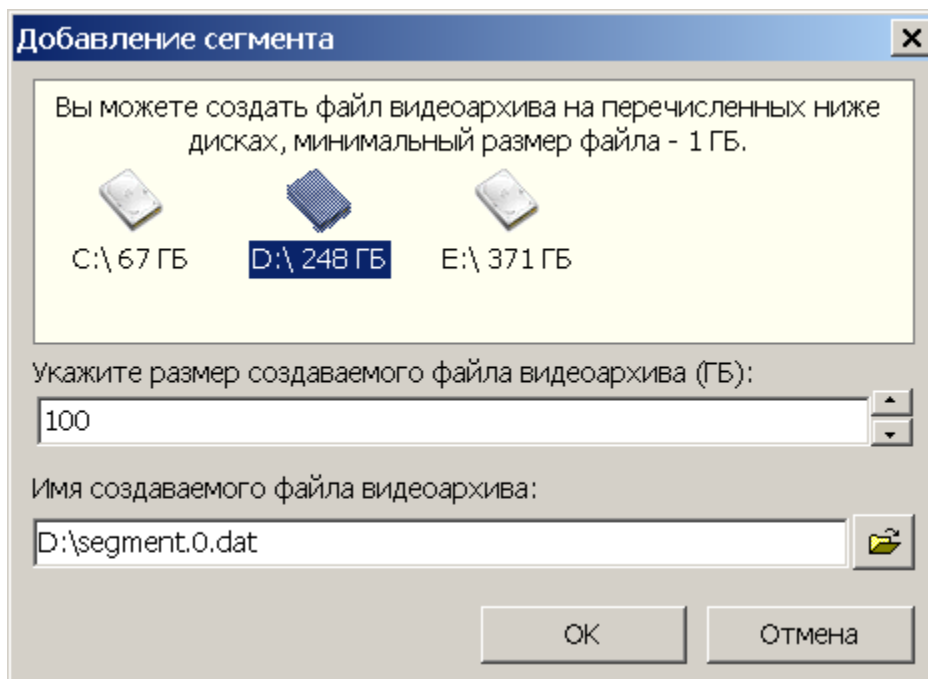 Добавление сегмента
Вы можете создать файл видеоархива на перечисленных ниже
дисках, минимальный размер файла - 1 ГБ.
C:\ 67 ГБ
D:\ 248 ГБ
E:\ 371 ГБ
Укажите размер создаваемого файла видеоархива (ГБ):
100
Имя создаваемого файла видеоархива:
D:\segment.0.dat
OK
Отмена